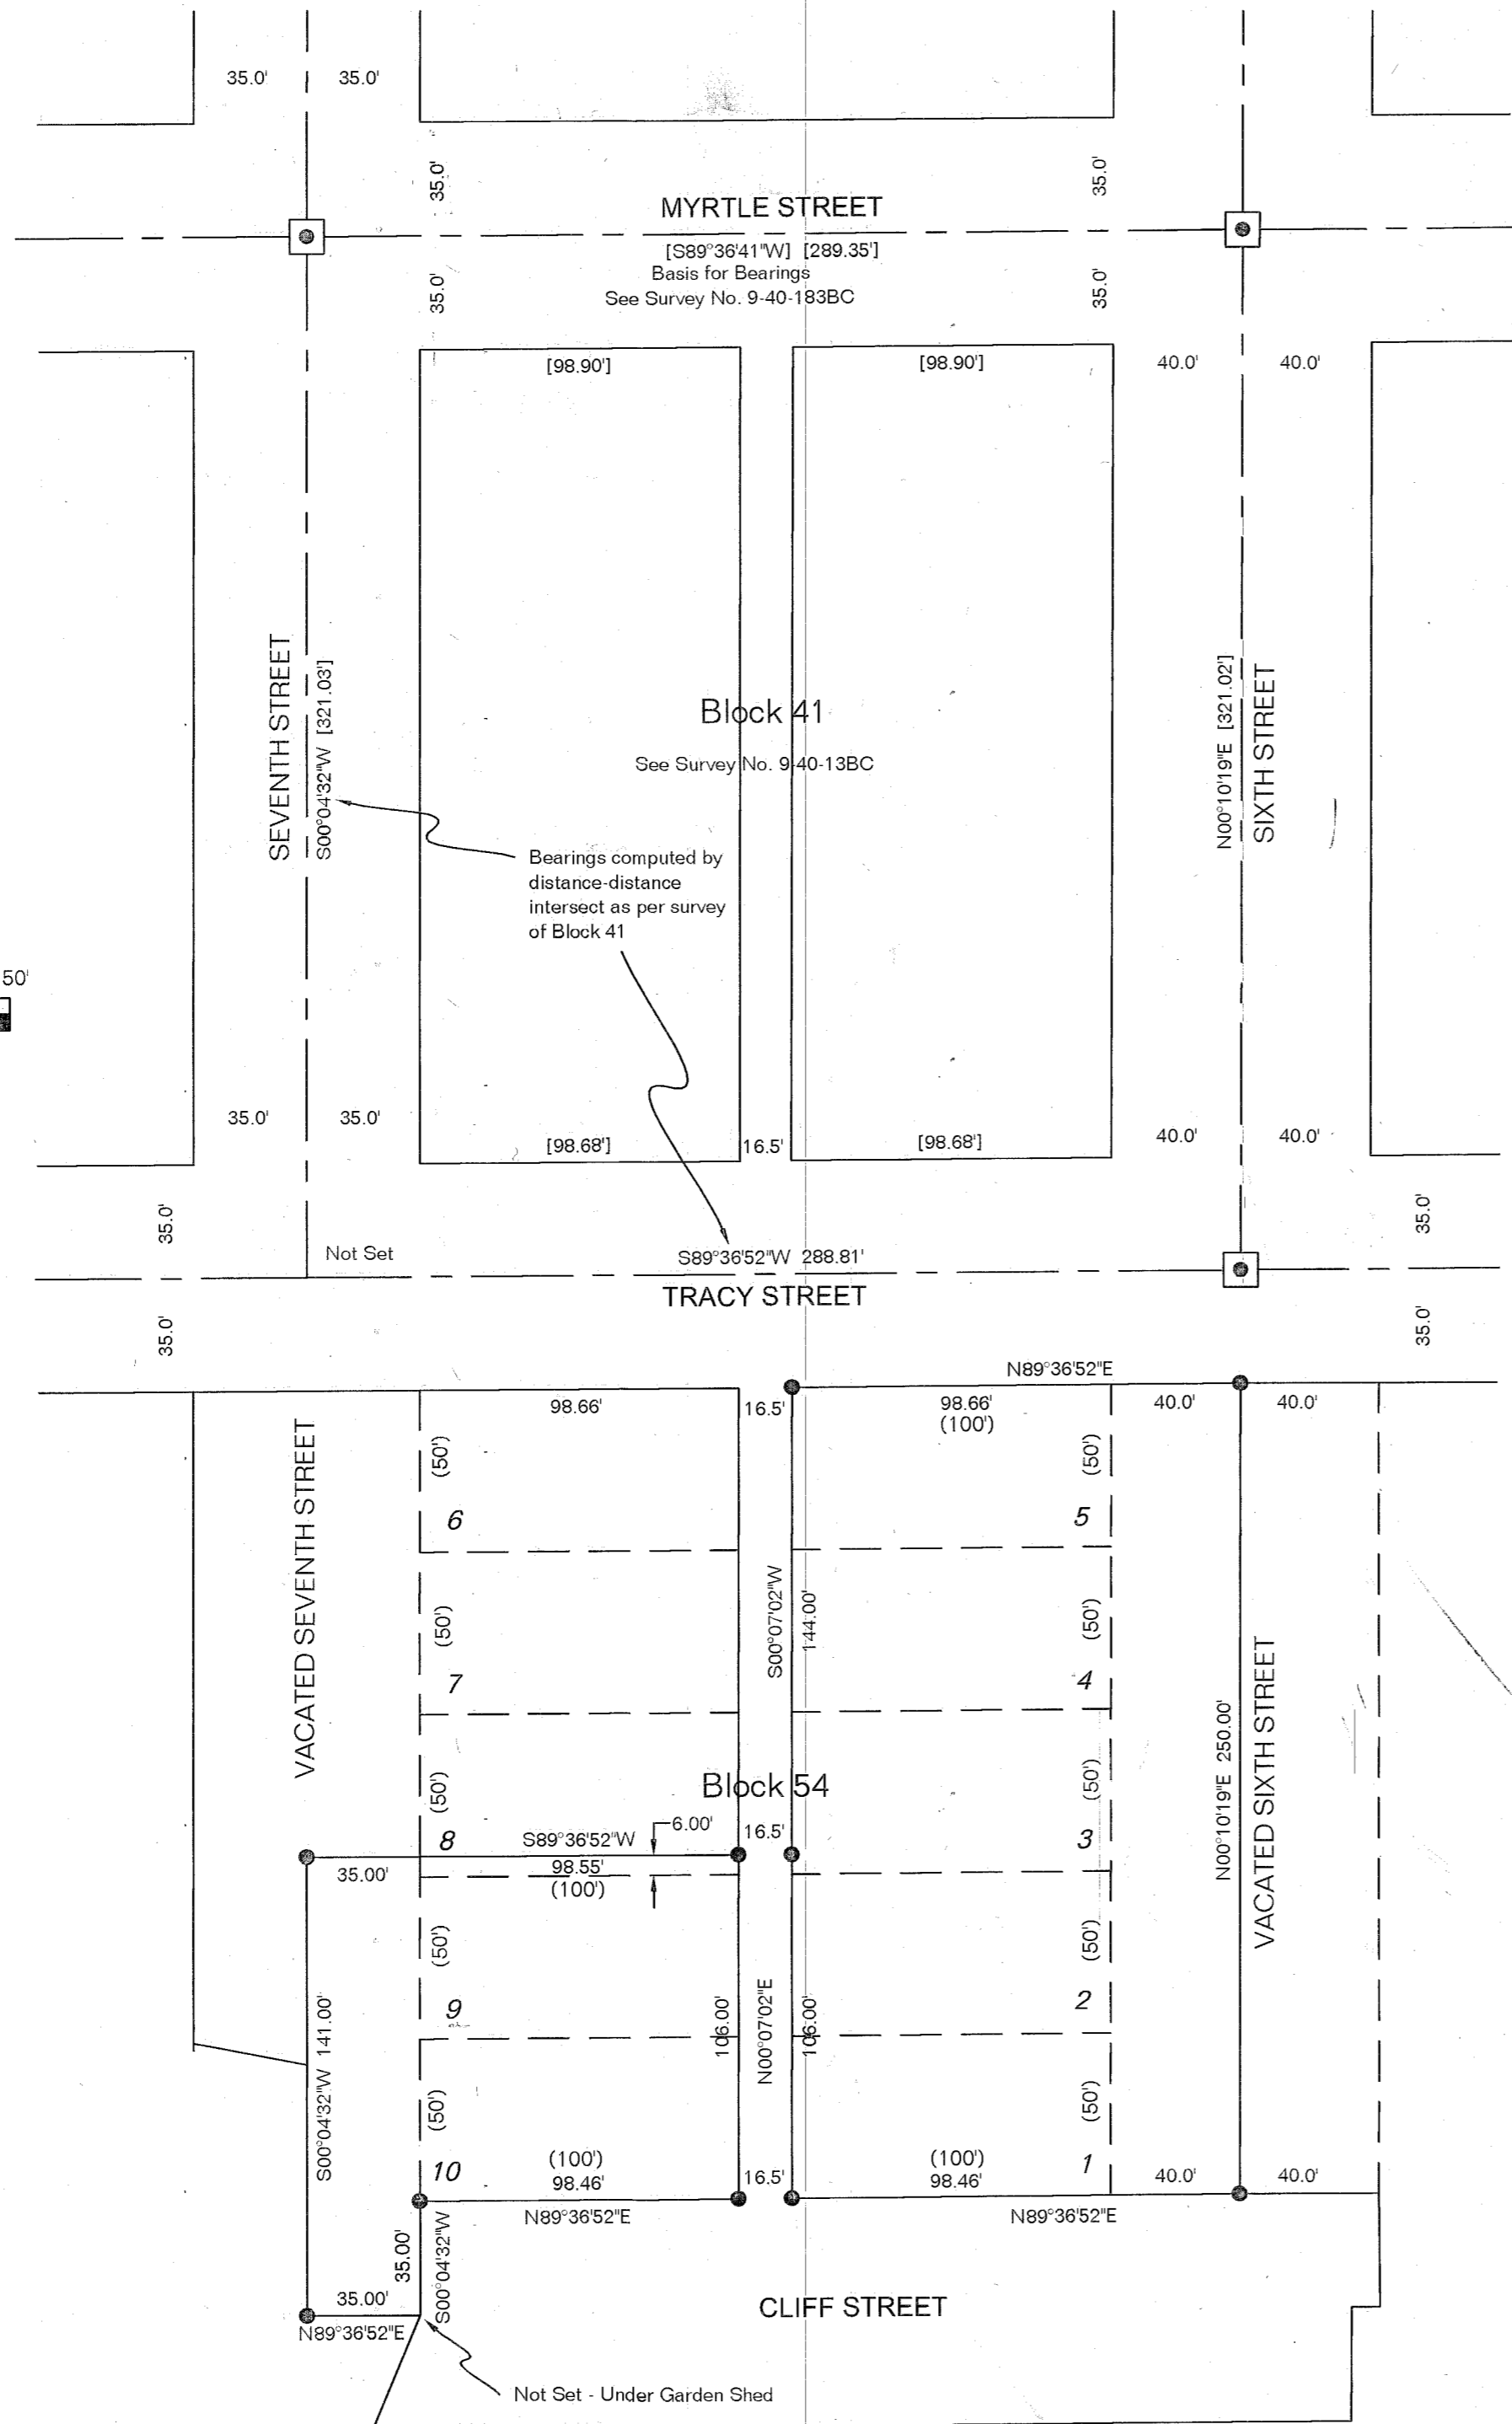 35.0' 35.0'
35.0' 35.0'
MYRTLE STREET
[S89°36'41"W] [289.35']
Basis for Bearings
See Survey No. 9-40-183BC
35.0' 35.0'
[98.90'] [98.90'] 40.0' 40.0'
SEVENTH STREET
S00°04'32"W [321.03']
Block 41
See Survey No. 9-40-13BC
N00°10'19"E [321.02']
SIXTH STREET
Bearings computed by
distance-distance
intersect as per survey
of Block 41
50'
35.0' 35.0'
[98.68'] 16.5' [98.68'] 40.0' 40.0'
35.0' 35.0'
Not Set
S89°36'52"W 288.81'
TRACY STREET
35.0' 35.0'
N89°36'52"E
98.66' 16.5' 98.66' 40.0' 40.0'
(100')
VACATED SEVENTH STREET
(50') (50')
6 5
S00°07'02"W
144.00'
(50') (50')
7 4
Block 54
(50') (50')
N00°10'19"E 250.00'
VACATED SIXTH STREET
8 S89°36'52"W 6.00' 16.5' 3
35.00' 98.55'
(100')
(50') (50')
9 2
S00°04'32"W 141.00'
106.00' N00°07'02"E 106.00'
(50') (50')
10 (100') (100') 1
98.46' 16.5' 98.46' 40.0' 40.0'
N89°36'52"E N89°36'52"E
35.00' S00°04'32"W
35.00'
N89°36'52"E
CLIFF STREET
Not Set - Under Garden Shed